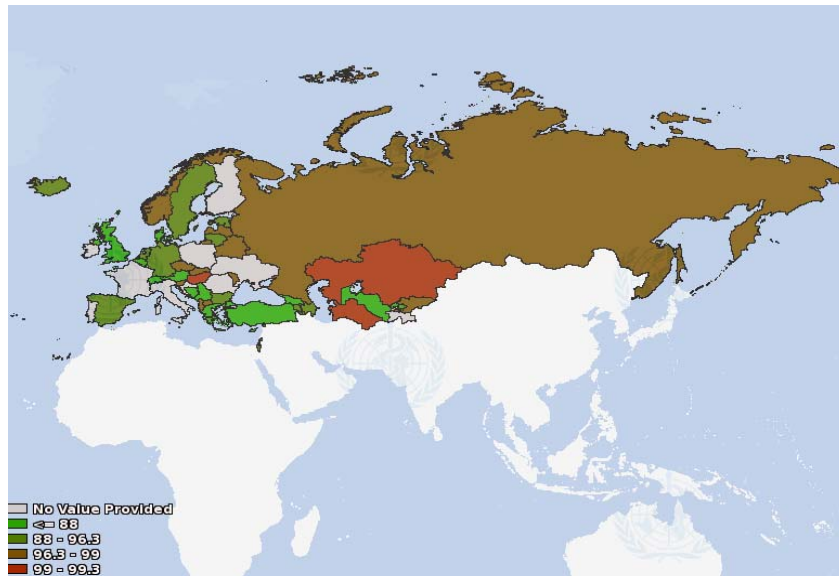 No Value Provided
<= 88
88 - 96.3
96.3 - 99
99 - 99.3